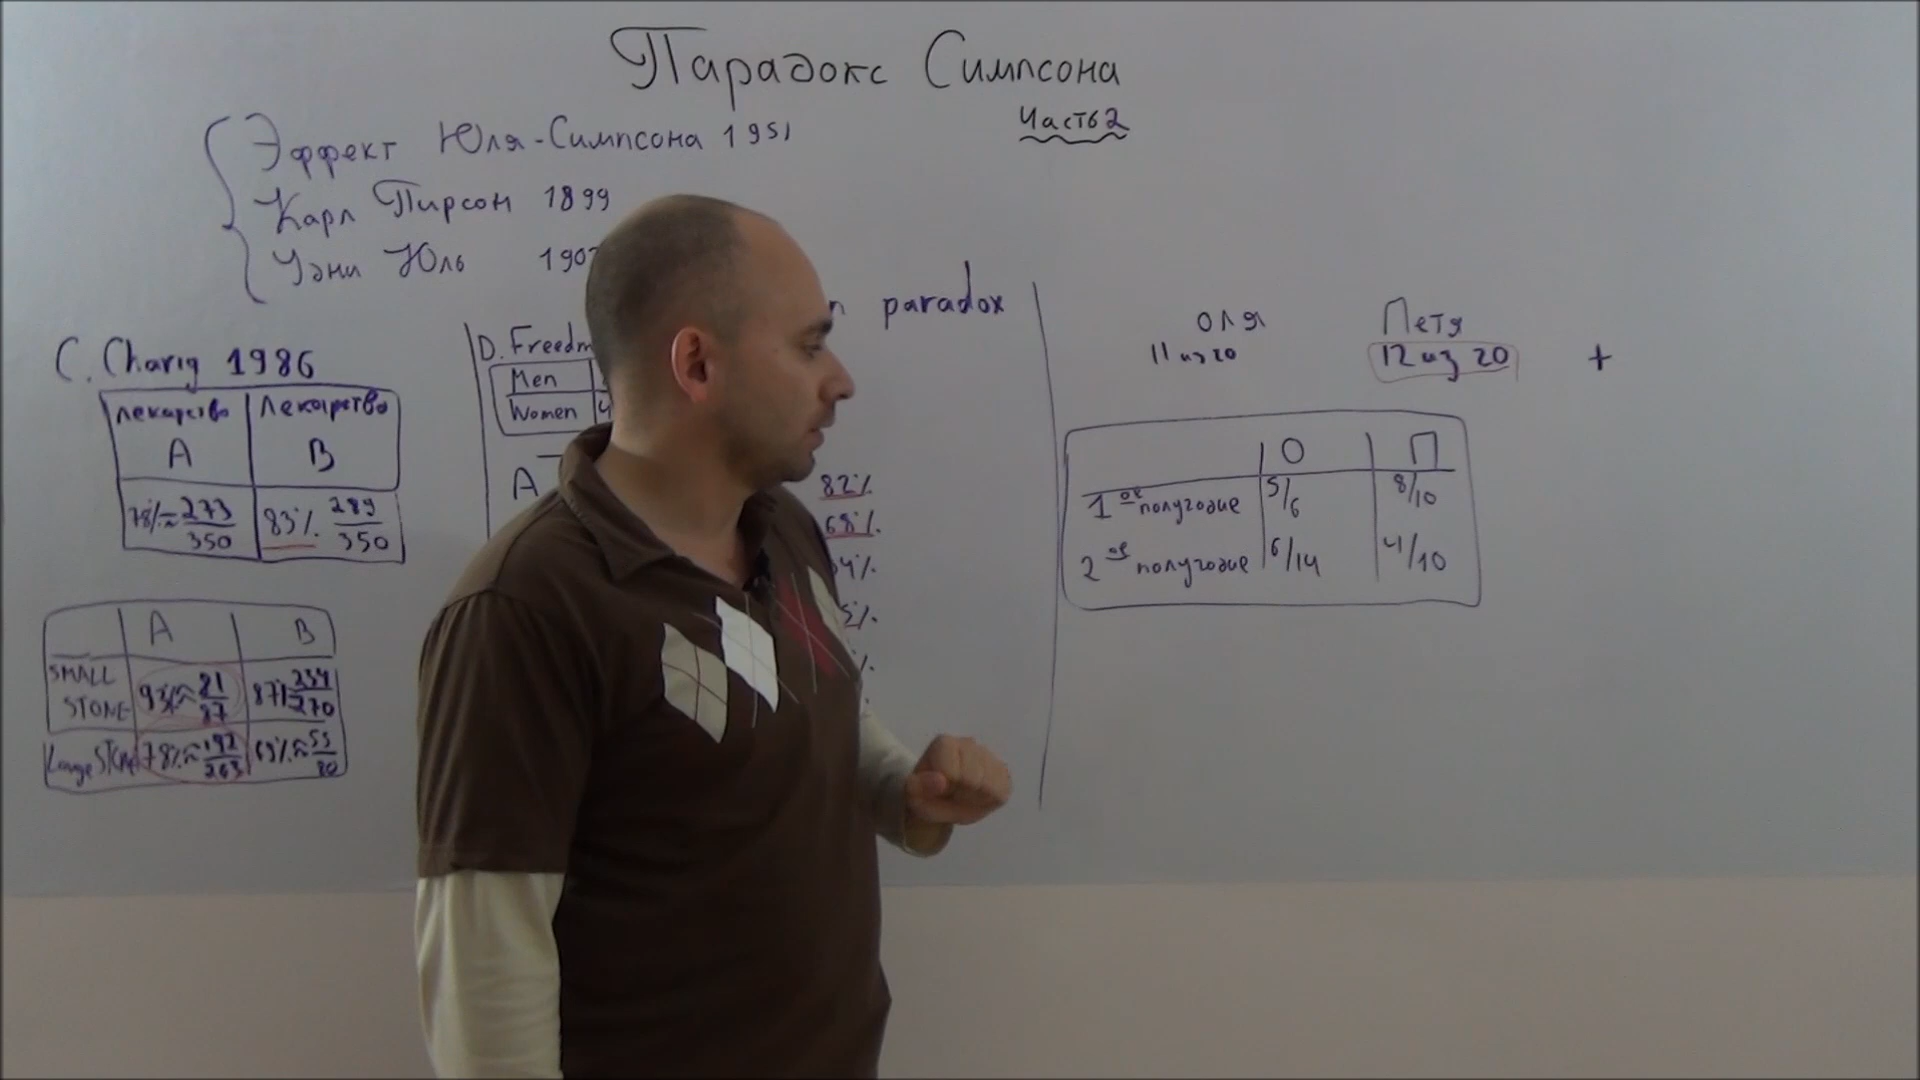 Парадокс Симпсона
Часть 2
Эффект Юля-Симпсона 1951
Карл Пирсон 1899
Удни Юль 190
paradox
C. Charig 1986
лекарство Лекарство
A B
78%≈273/350 83% 289/350
A B
SMALL STONE 93%≈81/87 87% 234/270
Large STONE 78%≈192/263 69%≈55/80
D. Freedm
Men
Women 4
A
82%
68%
оля Петя
11 из 20 12 из 20 +
О П
1ое полугодие 5/6 8/10
2ое полугодие 6/14 4/10